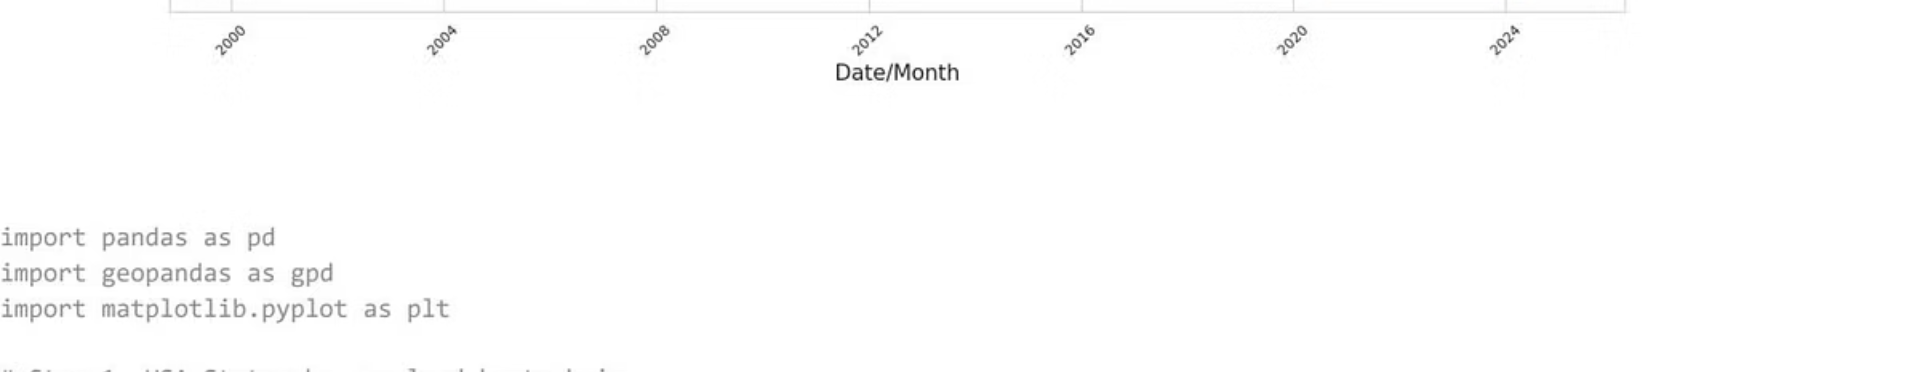 2000 2004 2008 2012 2016 2020 2024
Date/Month
import pandas as pd
import geopandas as gpd
import matplotlib.pyplot as plt